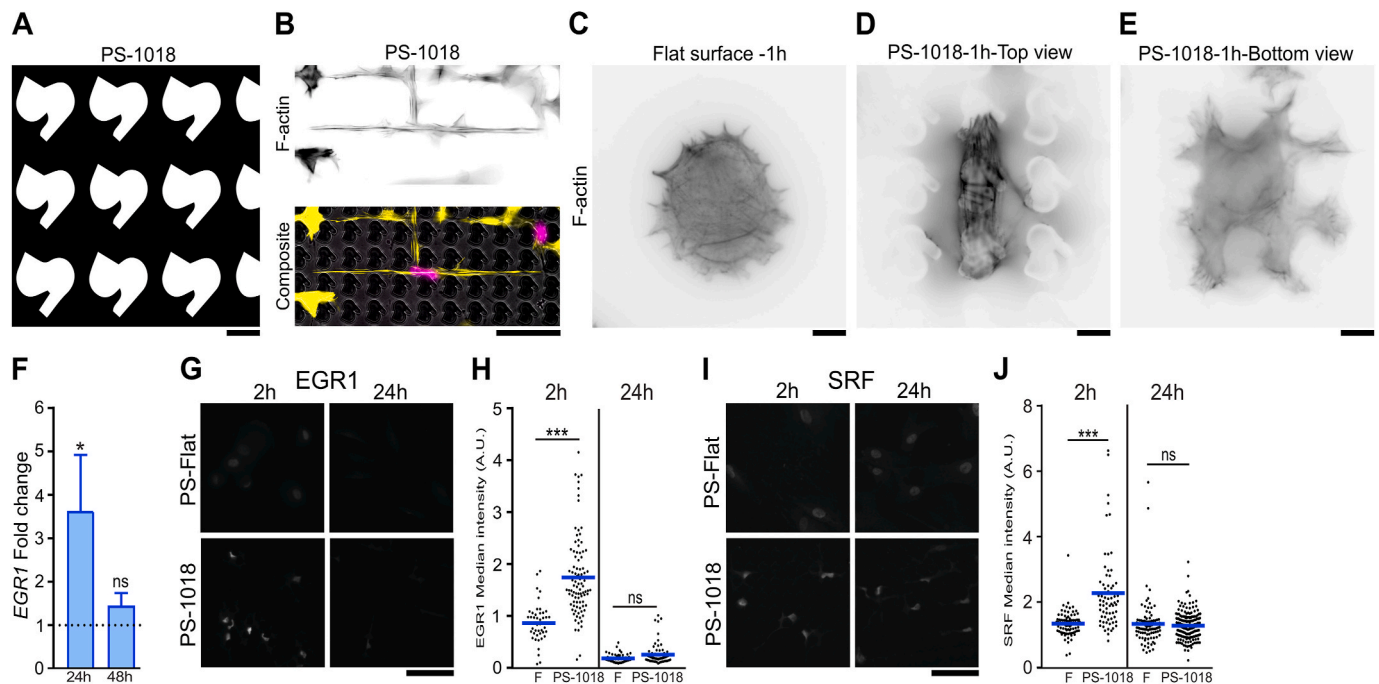 A
PS-1018
B
PS-1018
F-actin
Composite
C
Flat surface -1h
F-actin
D
PS-1018-1h-Top view
E
PS-1018-1h-Bottom view
F
EGR1 Fold change
6
5
4
3
2
1
0
*
ns
24h
48h
G
EGR1
2h
24h
PS-Flat
PS-1018
H
2h
24h
EGR1 Median intensity (A.U.)
5
4
3
2
1
0
***
ns
F PS-1018 F PS-1018
I
SRF
2h
24h
PS-Flat
PS-1018
J
2h
24h
SRF Median intensity (A.U.)
8
6
4
2
0
***
ns
F PS-1018 F PS-1018